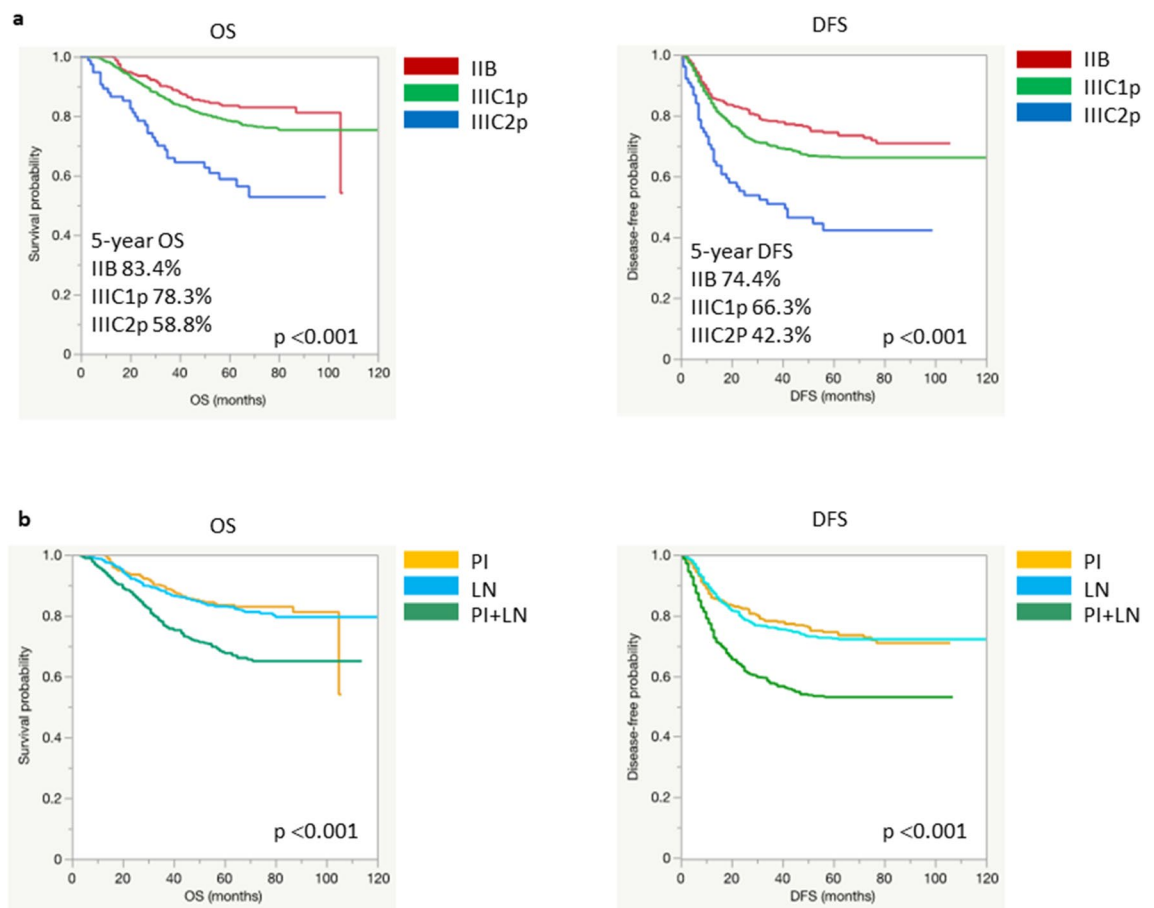 a
OS
IIB
IIIC1p
IIIC2p
Survival probability
1.0
0.8
0.6
0.4
0.2
0
5-year OS
IIB 83.4%
IIIC1p 78.3%
IIIC2p 58.8%
p <0.001
0 20 40 60 80 100 120
OS (months)
DFS
IIB
IIIC1p
IIIC2p
Disease-free probability
1.0
0.8
0.6
0.4
0.2
0
5-year DFS
IIB 74.4%
IIIC1p 66.3%
IIIC2P 42.3%
p <0.001
0 20 40 60 80 100 120
DFS (months)
b
OS
PI
LN
PI+LN
Survival probability
1.0
0.8
0.6
0.4
0.2
0
p <0.001
0 20 40 60 80 100 120
OS (months)
DFS
PI
LN
PI+LN
Disease-free probability
1.0
0.8
0.6
0.4
0.2
0
p <0.001
0 20 40 60 80 100 120
DFS (months)